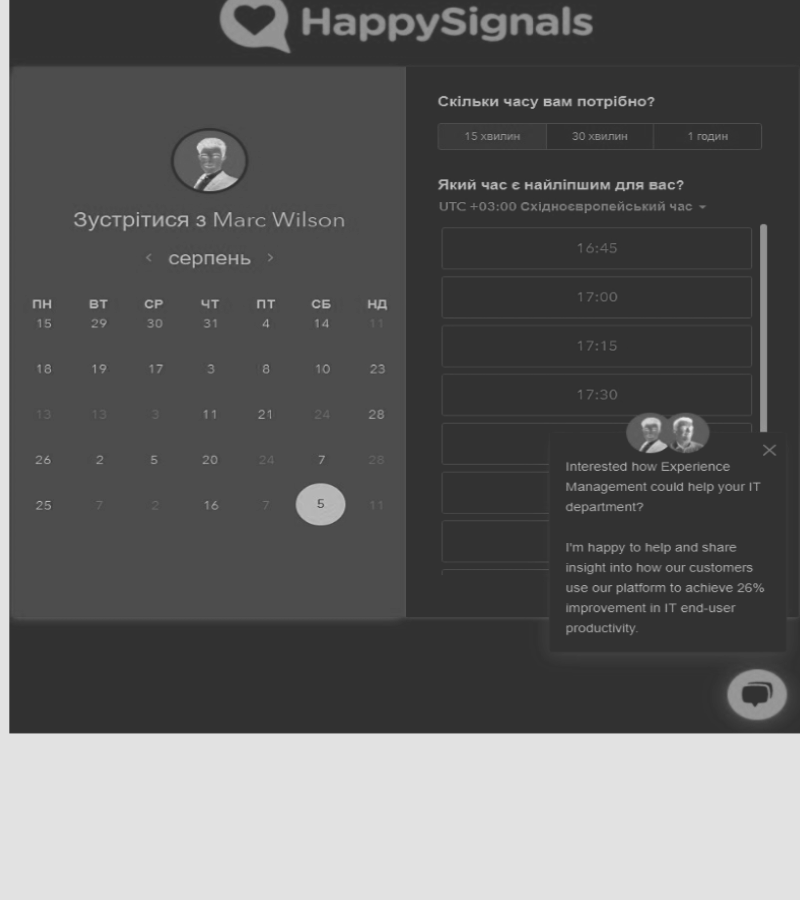 HappySignals
Зустрітися з Marc Wilson
серпень
ПН ВТ СР ЧТ ПТ СБ НД
15 29 30 31 4 14 11
18 19 17 3 8 10 23
13 13 3 11 21 24 28
26 2 5 20 24 7 28
25 7 2 16 7 5 11
Скільки часу вам потрібно?
15 хвилин 30 хвилин 1 годин
Який час є найліпшим для вас?
UTC +03:00 Східноєвропейський час
16:45
17:00
17:15
17:30
Interested how Experience
Management could help your IT
department?
I'm happy to help and share
insight into how our customers
use our platform to achieve 26%
improvement in IT end-user
productivity.